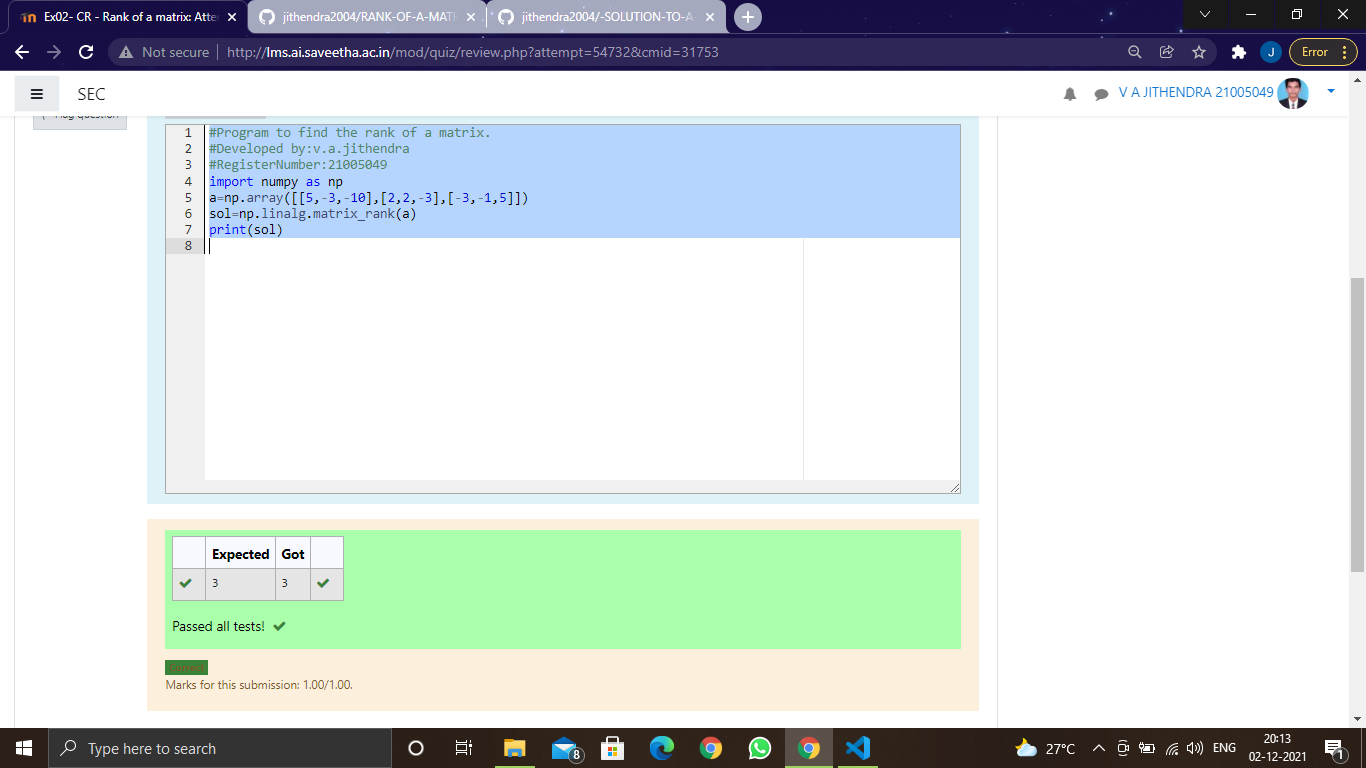 Ex02- CR - Rank of a matrix: Atte
jithendra2004/RANK-OF-A-MAT
jithendra2004/-SOLUTION-TO-A
Not secure
http://lms.ai.saveetha.ac.in/mod/quiz/review.php?attempt=54732&cmid=31753
J
Error
SEC
V A JITHENDRA 21005049
Flag question
1 #Program to find the rank of a matrix.
2 #Developed by:v.a.jithendra
3 #RegisterNumber:21005049
4 import numpy as np
5 a=np.array([[5,-3,-10],[2,2,-3],[-3,-1,5]])
6 sol=np.linalg.matrix_rank(a)
7 print(sol)
8
Expected Got
3 3
Passed all tests!
Correct
Marks for this submission: 1.00/1.00.
Type here to search
8
27°C
ENG
20:13
02-12-2021
1